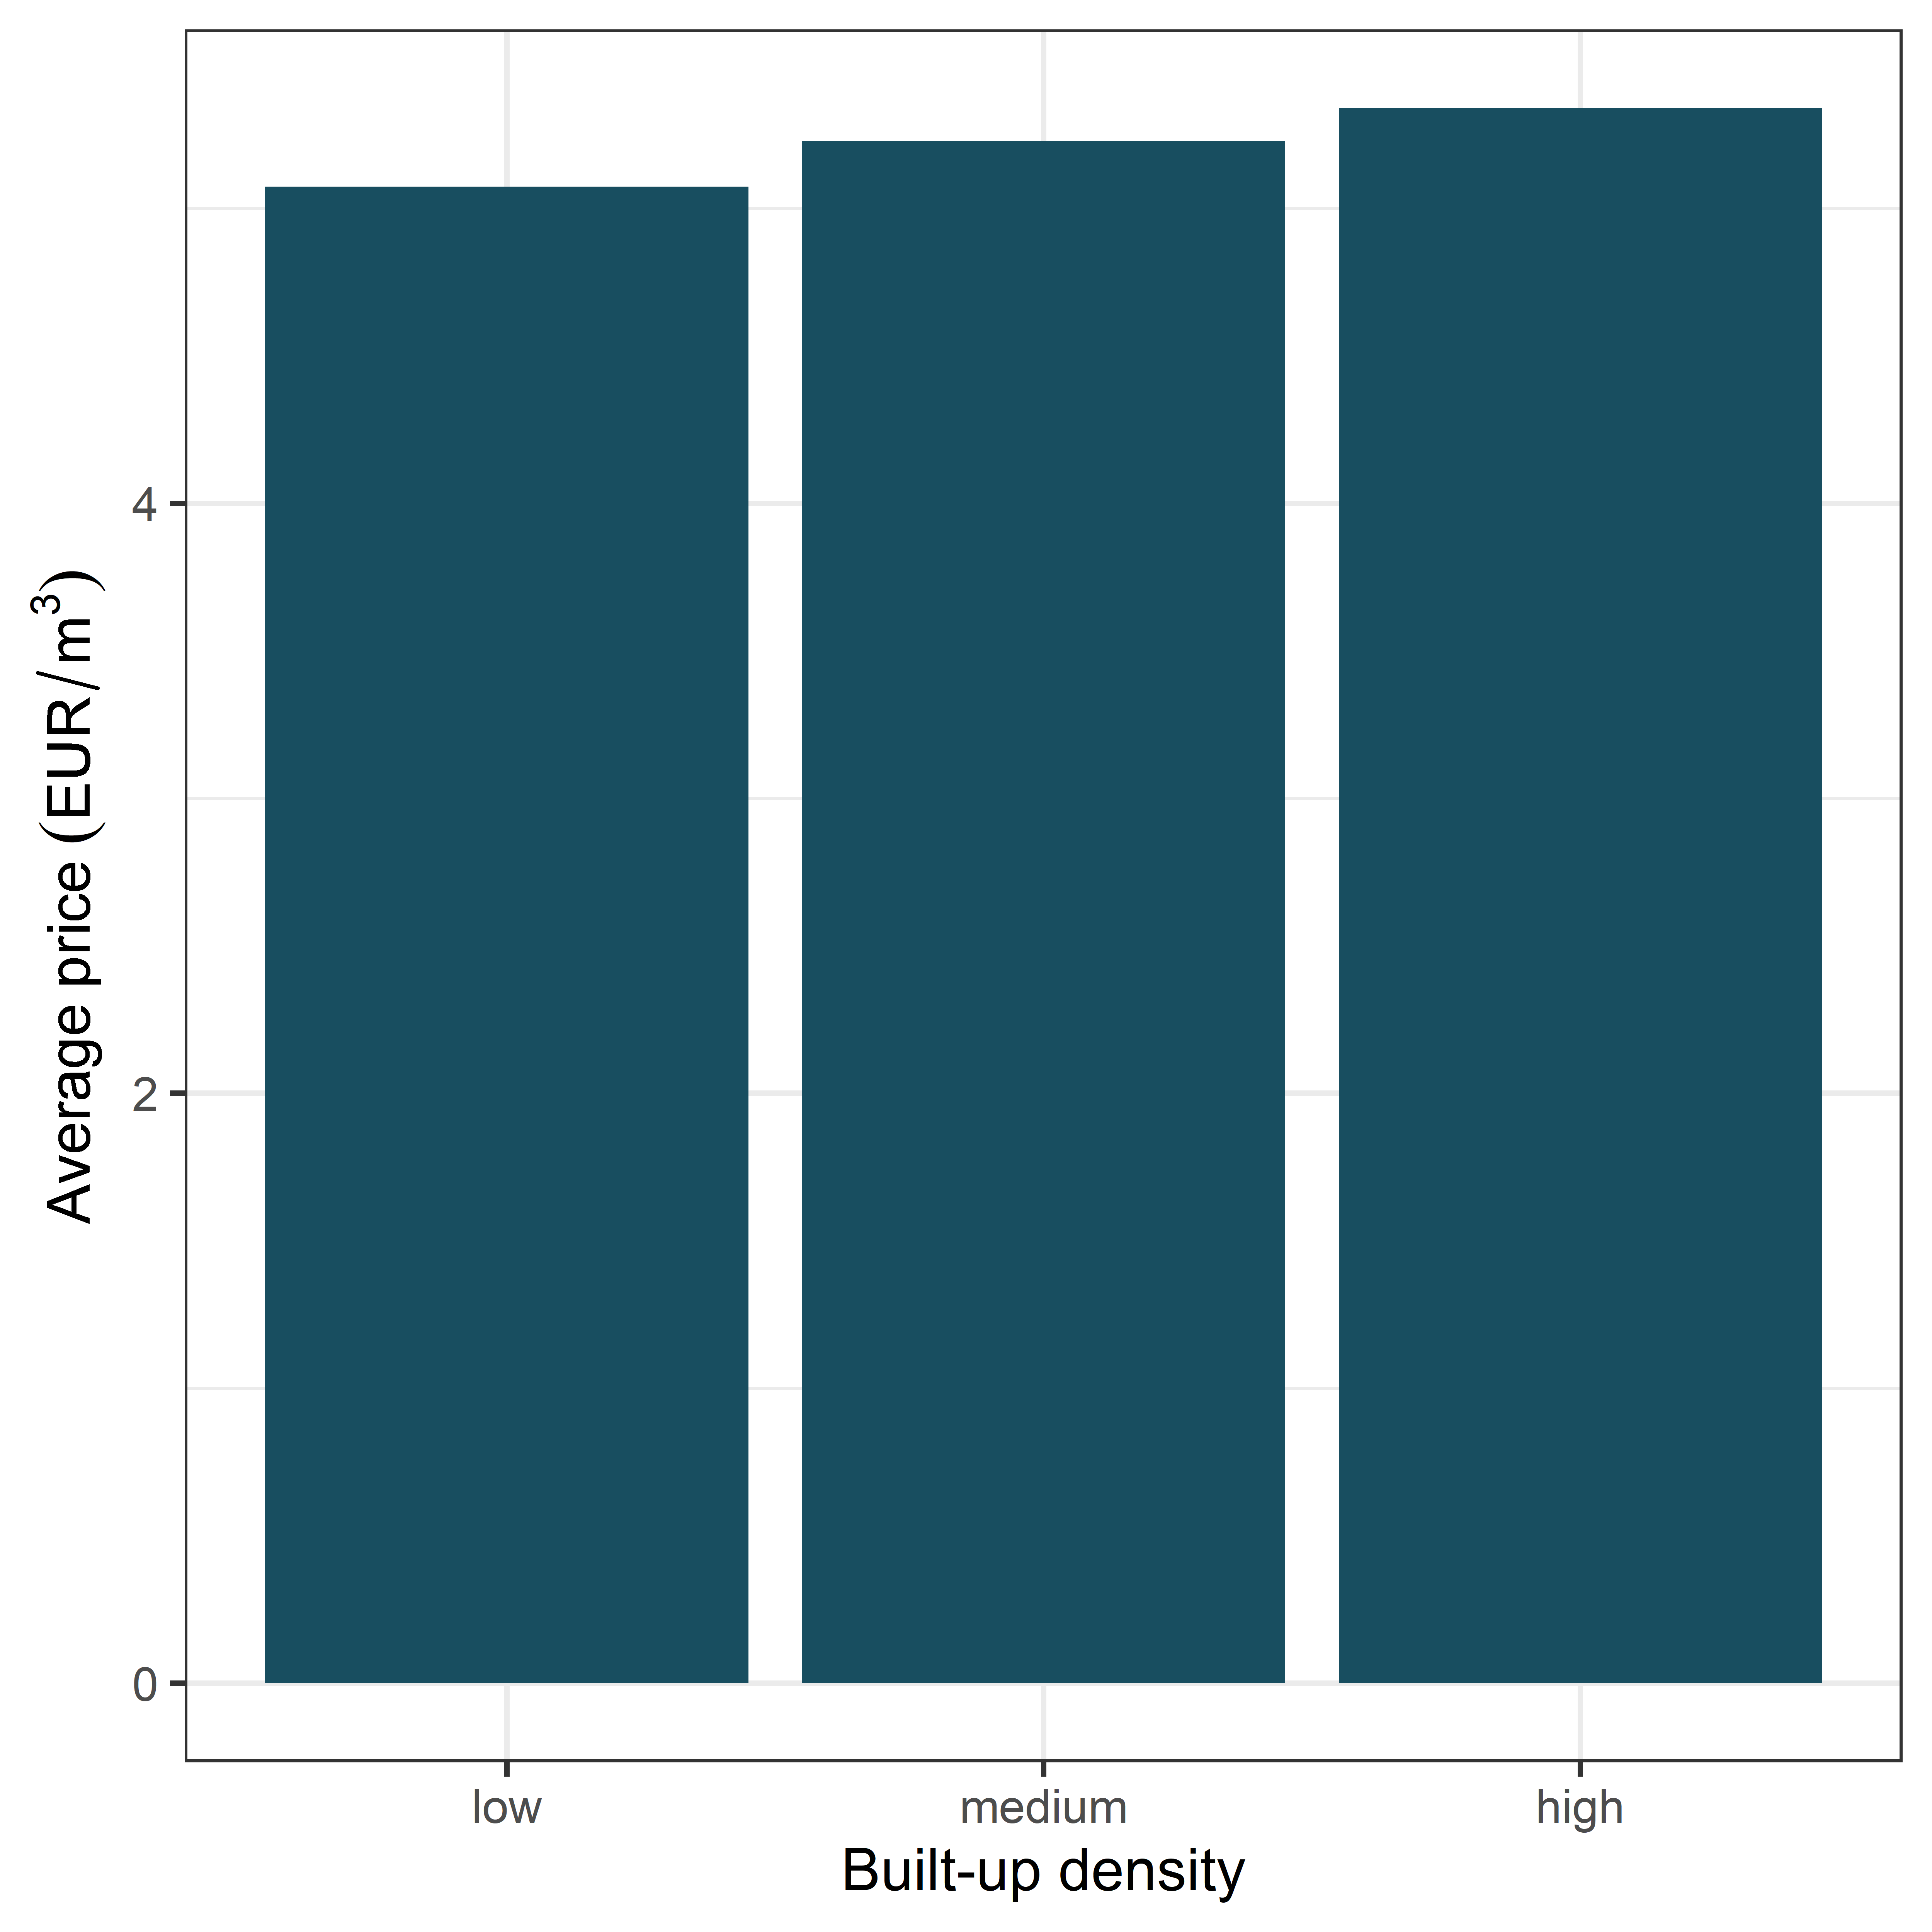 Average price (EUR/m³)
4
2
0
low medium high
Built-up density